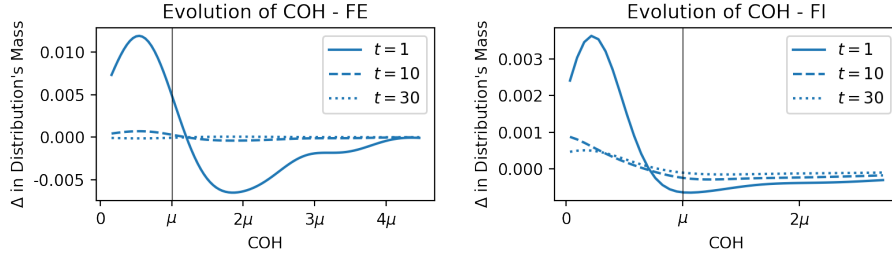 Evolution of COH - FE
Δ in Distribution's Mass
0.010
0.005
0.000
-0.005
t = 1
t = 10
t = 30
0
μ
2μ
3μ
4μ
COH
Evolution of COH - FI
Δ in Distribution's Mass
0.003
0.002
0.001
0.000
t = 1
t = 10
t = 30
0
μ
2μ
COH